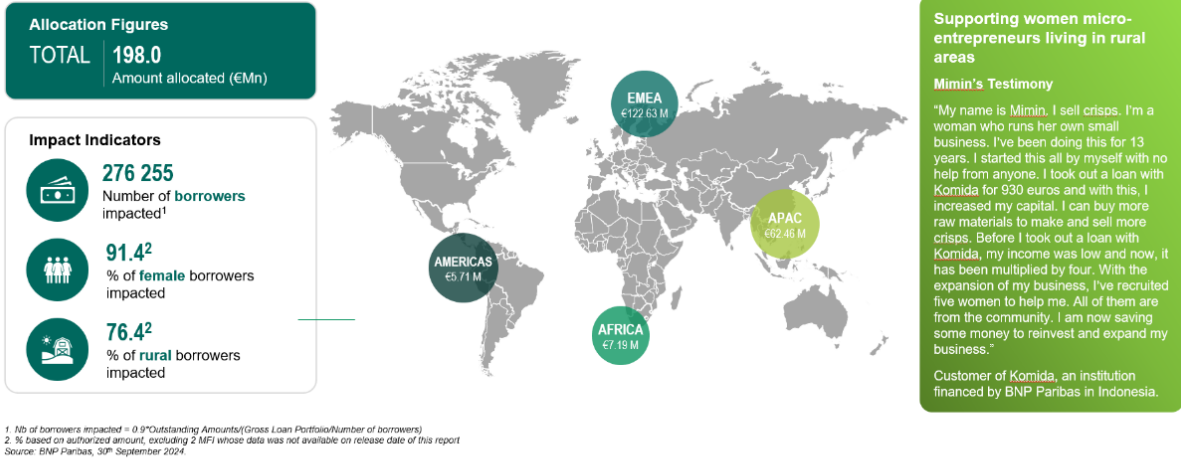 Allocation Figures
TOTAL 198.0
Amount allocated (€Mn)
Impact Indicators
276 255
Number of borrowers
impacted¹
91.4²
% of female borrowers
impacted
76.4²
% of rural borrowers
impacted
EMEA
€122.63 M
APAC
€62.46 M
AMERICAS
€5.71 M
AFRICA
€7.19 M
Supporting women micro-
entrepreneurs living in rural
areas
Mimin's Testimony
"My name is Mimin. I sell crisps. I'm a
woman who runs her own small
business. I've been doing this for 13
years. I started this all by myself with no
help from anyone. I took out a loan with
Komida for 930 euros and with this, I
increased my capital. I can buy more
raw materials to make and sell more
crisps. Before I took out a loan with
Komida, my income was low and now, it
has been multiplied by four. With the
expansion of my business, I've recruited
five women to help me. All of them are
from the community. I am now saving
some money to reinvest and expand my
business."
Customer of Komida, an institution
financed by BNP Paribas in Indonesia.
1. Nb of borrowers impacted = 0.9*Outstanding Amounts/(Gross Loan Portfolio/Number of borrowers)
2. % based on authorized amount, excluding 2 MFI whose data was not available on release date of this report
Source: BNP Paribas, 30th September 2024.